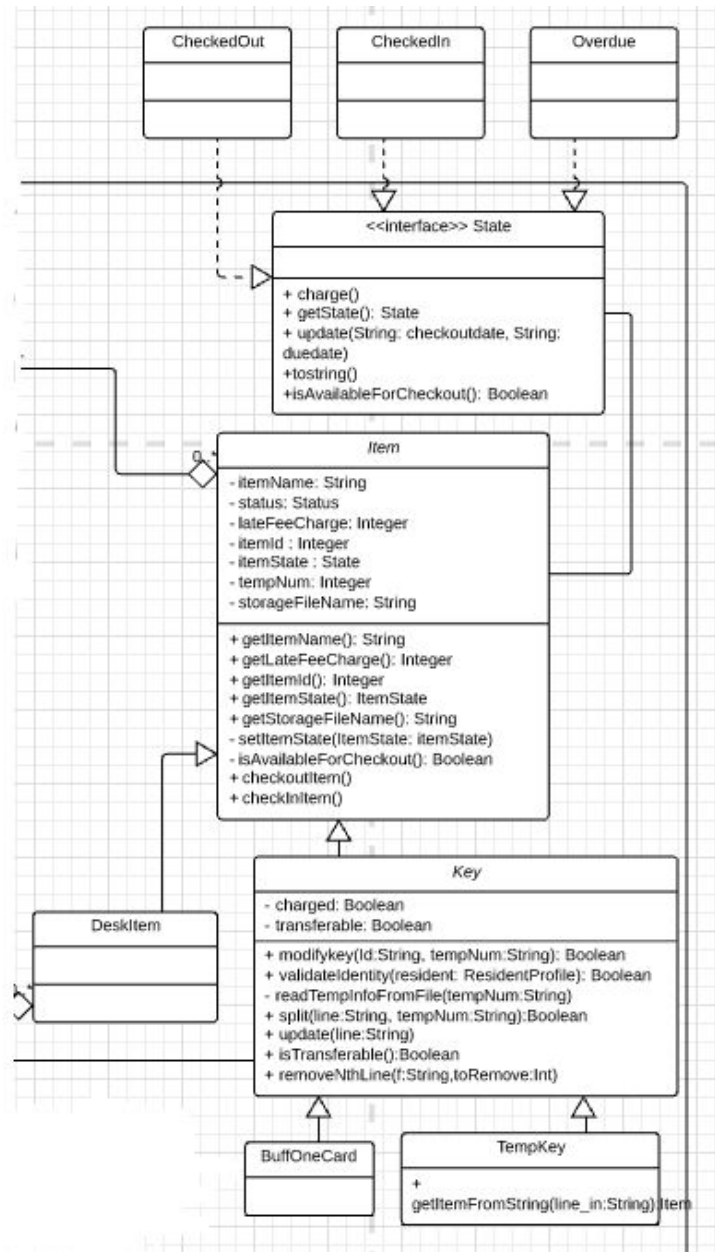 CheckedOut
CheckedIn
Overdue
<<interface>> State
+ charge()
+ getState(): State
+ update(String: checkoutdate, String:
duedate)
+tostring()
+isAvailableForCheckout(): Boolean
0..*
Item
- itemName: String
- status: Status
- lateFeeCharge: Integer
- itemId : Integer
- itemState : State
- tempNum: Integer
- storageFileName: String
+ getItemName(): String
+ getLateFeeCharge(): Integer
+ getItemId(): Integer
+ getItemState(): ItemState
+ getStorageFileName(): String
- setItemState(ItemState: itemState)
- isAvailableForCheckout(): Boolean
+ checkoutItem()
+ checkInItem()
Key
- charged: Boolean
- transferable: Boolean
+ modifykey(Id:String, tempNum:String): Boolean
+ validateIdentity(resident: ResidentProfile): Boolean
- readTempInfoFromFile(tempNum:String)
+ split(line:String, tempNum:String):Boolean
+ update(line:String)
+ isTransferable():Boolean
+ removeNthLine(f:String,toRemove:Int)
DeskItem
BuffOneCard
TempKey
+
getItemFromString(line_in:String):Item